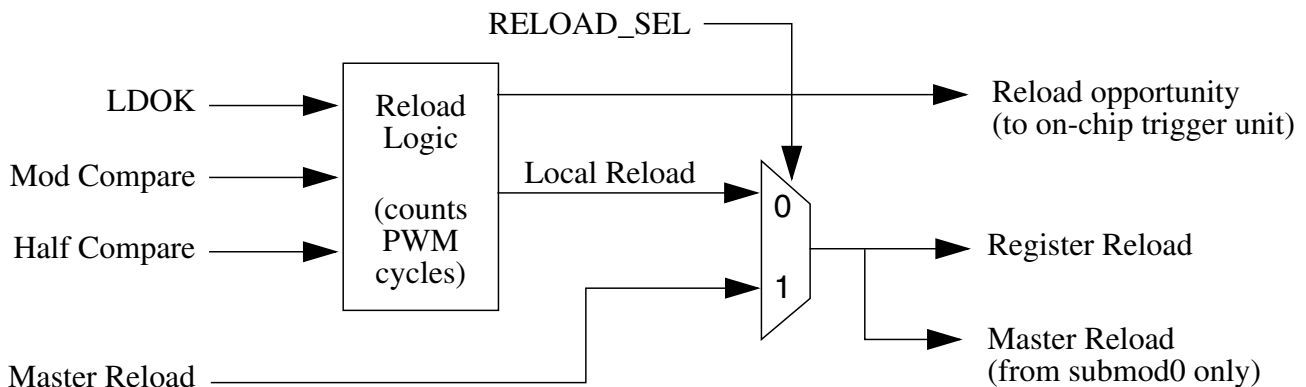 RELOAD_SEL
LDOK
Mod Compare
Half Compare
Master Reload
Reload
Logic
(counts
PWM
cycles)
Local Reload
0
1
Reload opportunity
(to on-chip trigger unit)
Register Reload
Master Reload
(from submod0 only)